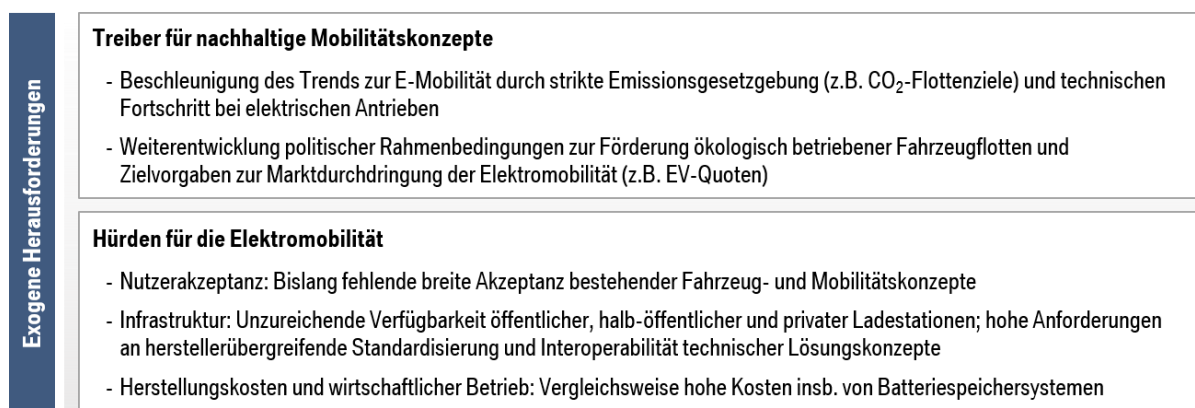 Exogene Herausforderungen
Treiber für nachhaltige Mobilitätskonzepte
- Beschleunigung des Trends zur E-Mobilität durch strikte Emissionsgesetzgebung (z.B. CO₂-Flottenziele) und technischen
Fortschritt bei elektrischen Antrieben
- Weiterentwicklung politischer Rahmenbedingungen zur Förderung ökologisch betriebener Fahrzeugflotten und
Zielvorgaben zur Marktdurchdringung der Elektromobilität (z.B. EV-Quoten)
Hürden für die Elektromobilität
- Nutzerakzeptanz: Bislang fehlende breite Akzeptanz bestehender Fahrzeug- und Mobilitätskonzepte
- Infrastruktur: Unzureichende Verfügbarkeit öffentlicher, halb-öffentlicher und privater Ladestationen; hohe Anforderungen
an herstellerübergreifende Standardisierung und Interoperabilität technischer Lösungskonzepte
- Herstellungskosten und wirtschaftlicher Betrieb: Vergleichsweise hohe Kosten insb. von Batteriespeichersystemen